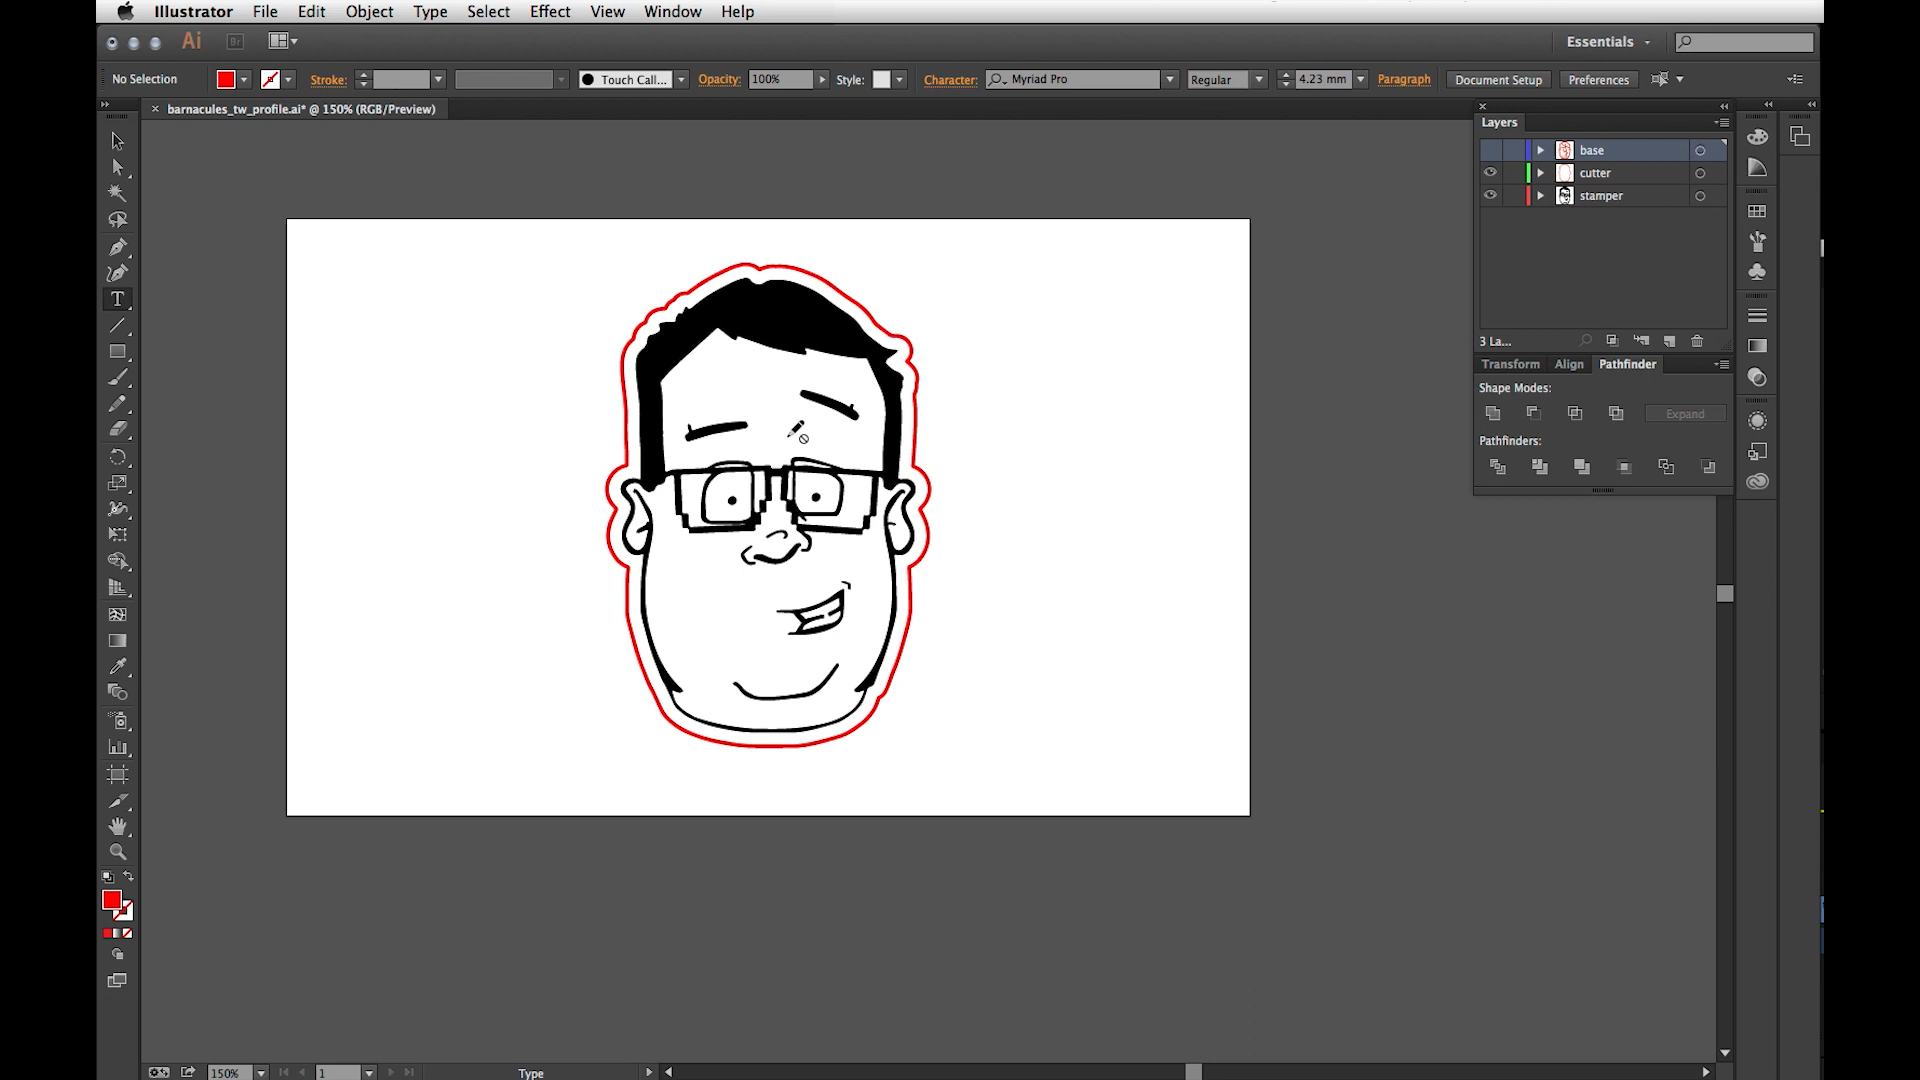 Illustrator File Edit Object Type Select Effect View Window Help
Ai Br Essentials
No Selection Stroke: Touch Call... Opacity: 100% Style: Character: Myriad Pro Regular 4.23 mm Paragraph Document Setup Preferences
barnacules_tw_profile.ai* @ 150% (RGB/Preview)
Layers
base
cutter
stamper
3 La...
Transform Align Pathfinder
Shape Modes:
Expand
Pathfinders:
T
150% 1 Type